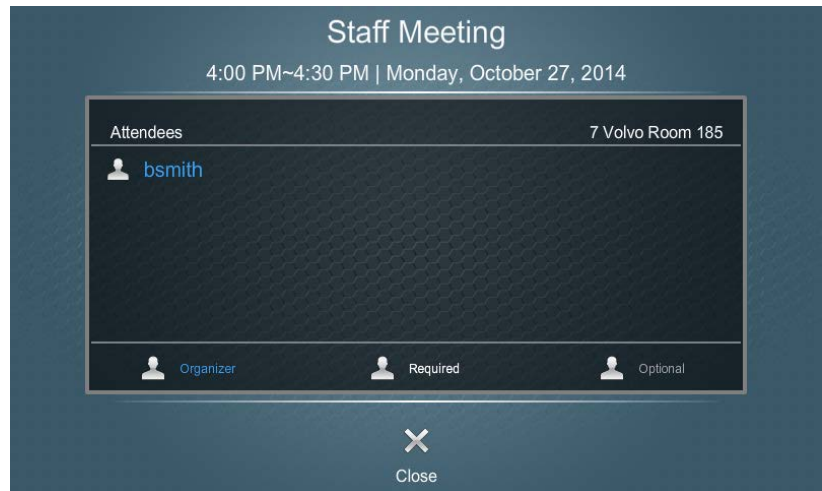 Staff Meeting
4:00 PM~4:30 PM | Monday, October 27, 2014
Attendees 7 Volvo Room 185
bsmith
Organizer Required Optional
Close